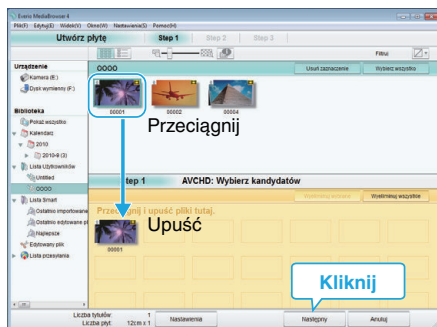 Everio MediaBrowser 4
Plik(F) Edytuj(E) Widok(V) Okno(W) Nastawienia(S) Pomoc(H)
Utwórz płytę Step 1 Step 2 Step 3
Filtruj
Urządzenie
Kamera (E:)
Dysk wymienny (F:)
OOOO
Usuń zaznaczenie
Wybierz wszystko
00001 00002 00004
Przeciągnij
Biblioteka
Pokaż wszystko
Kalendarz
2010
2010-9 (3)
Lista Użytkowników
Untitled
OOOO
Lista Smart
Ostatnio importowane
Ostatnio edytowane pl
Najlepsze
Edytowany plik
Lista przesyłania
tep 1 AVCHD: Wybierz kandydatów
Wyeliminuj wybrane
Wyeliminuj wszystkie
Przeciągnij i upuść pliki tutaj.
Upuść
00001
Kliknij
Liczba tytułów: 1
Liczba płyt: 12cm x 1
Nastawienia
Następny
Anuluj